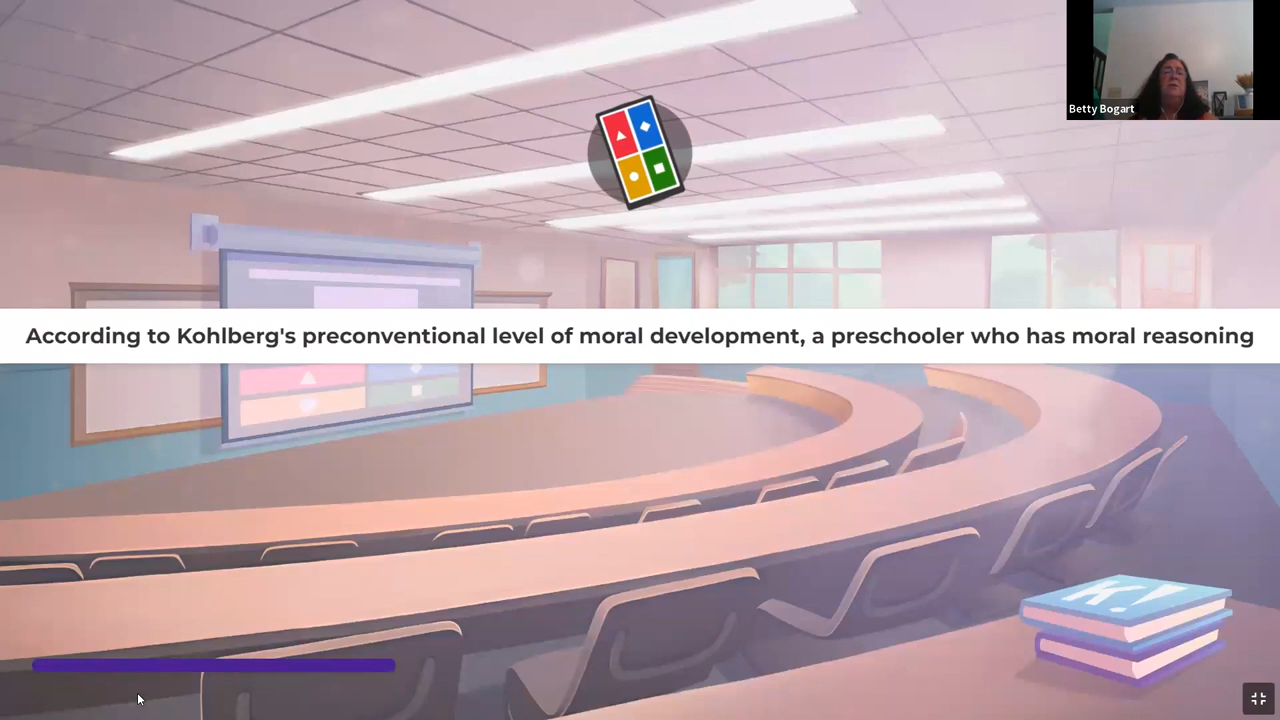 Betty Bogart
According to Kohlberg's preconventional level of moral development, a preschooler who has moral reasoning
K!